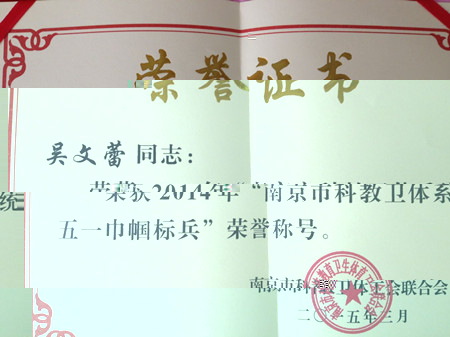 荣誉证书
吴文蕾同志：
荣获2014年“南京市科教卫体系
统
五一巾帼标兵”荣誉称号。
南京市科教卫体工会联合会
二〇一五年三月